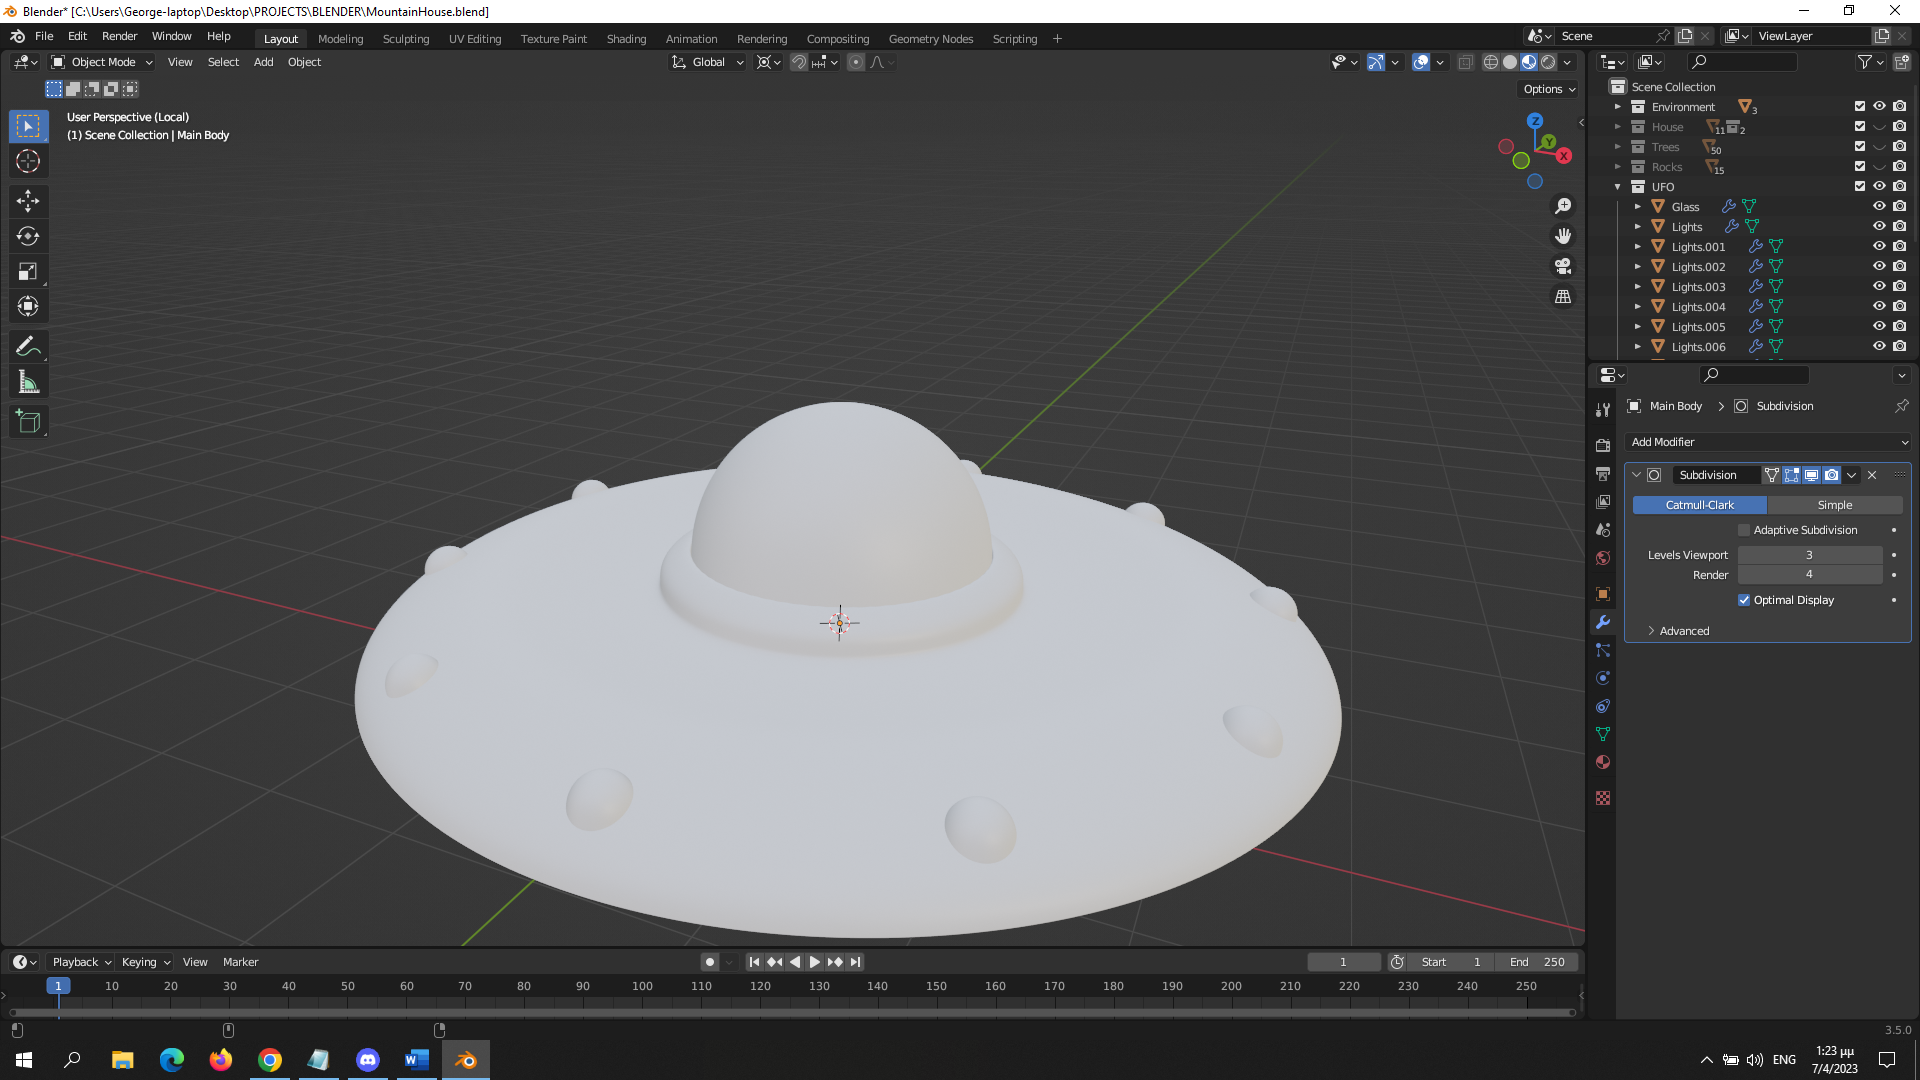 Blender* [C:\Users\George-laptop\Desktop\PROJECTS\BLENDER\MountainHouse.blend]
File Edit Render Window Help Layout Modeling Sculpting UV Editing Texture Paint Shading Animation Rendering Compositing Geometry Nodes Scripting + Scene ViewLayer
Object Mode View Select Add Object Global
Options
User Perspective (Local)
(1) Scene Collection | Main Body
Z
Y
X
Scene Collection
Environment 3
House 11 2
Trees 50
Rocks 15
UFO
Glass
Lights
Lights.001
Lights.002
Lights.003
Lights.004
Lights.005
Lights.006
Main Body > Subdivision
Add Modifier
Subdivision
Catmull-Clark Simple
Adaptive Subdivision
Levels Viewport 3
Render 4
Optimal Display
Advanced
Playback Keying View Marker 1 Start 1 End 250
1 10 20 30 40 50 60 70 80 90 100 110 120 130 140 150 160 170 180 190 200 210 220 230 240 250
3.5.0
ENG
1:23 μμ
7/4/2023